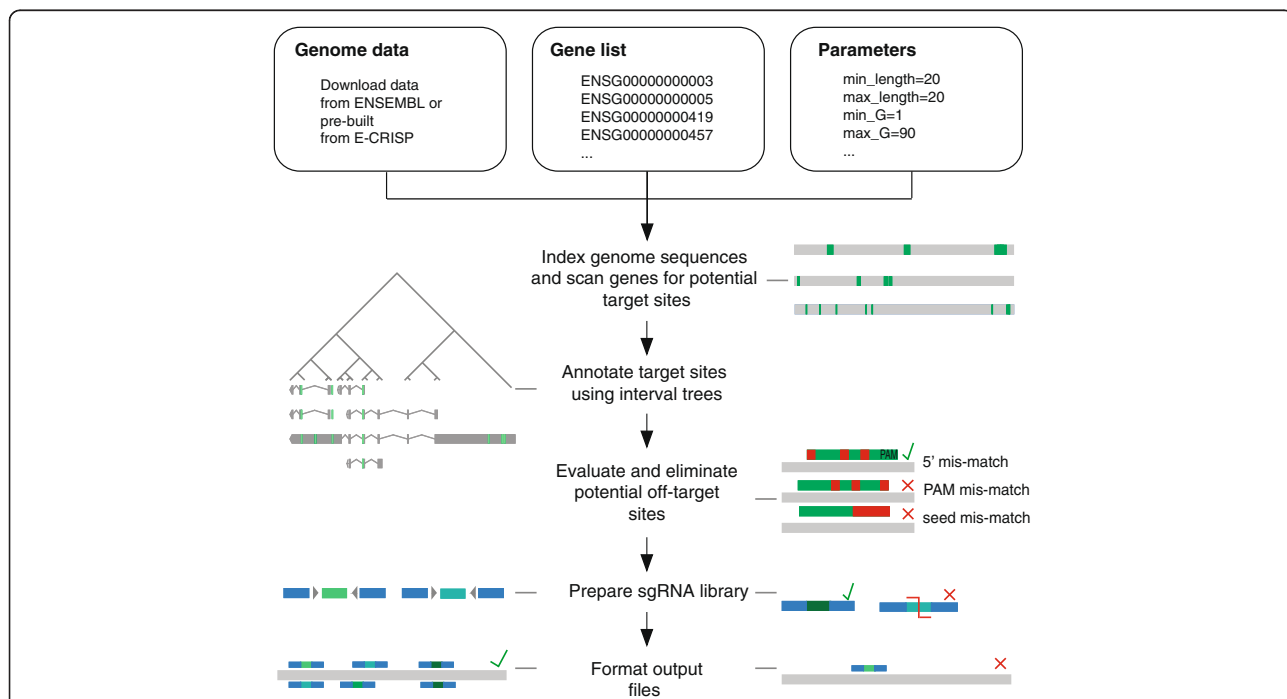 Genome data
Download data
from ENSEMBL or
pre-built
from E-CRISP
Gene list
ENSG00000000003
ENSG00000000005
ENSG00000000419
ENSG00000000457
...
Parameters
min_length=20
max_length=20
min_G=1
max_G=90
...
Index genome sequences
and scan genes for potential
target sites
Annotate target sites
using interval trees
Evaluate and eliminate
potential off-target
sites
PAM
5' mis-match
PAM mis-match
seed mis-match
Prepare sgRNA library
Format output
files